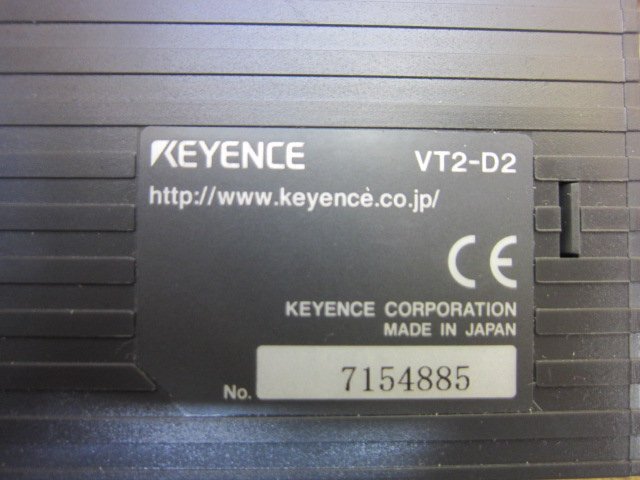 KEYENCE VT2-D2
http://www.keyence.co.jp/
CE
KEYENCE CORPORATION
MADE IN JAPAN
No. 7154885